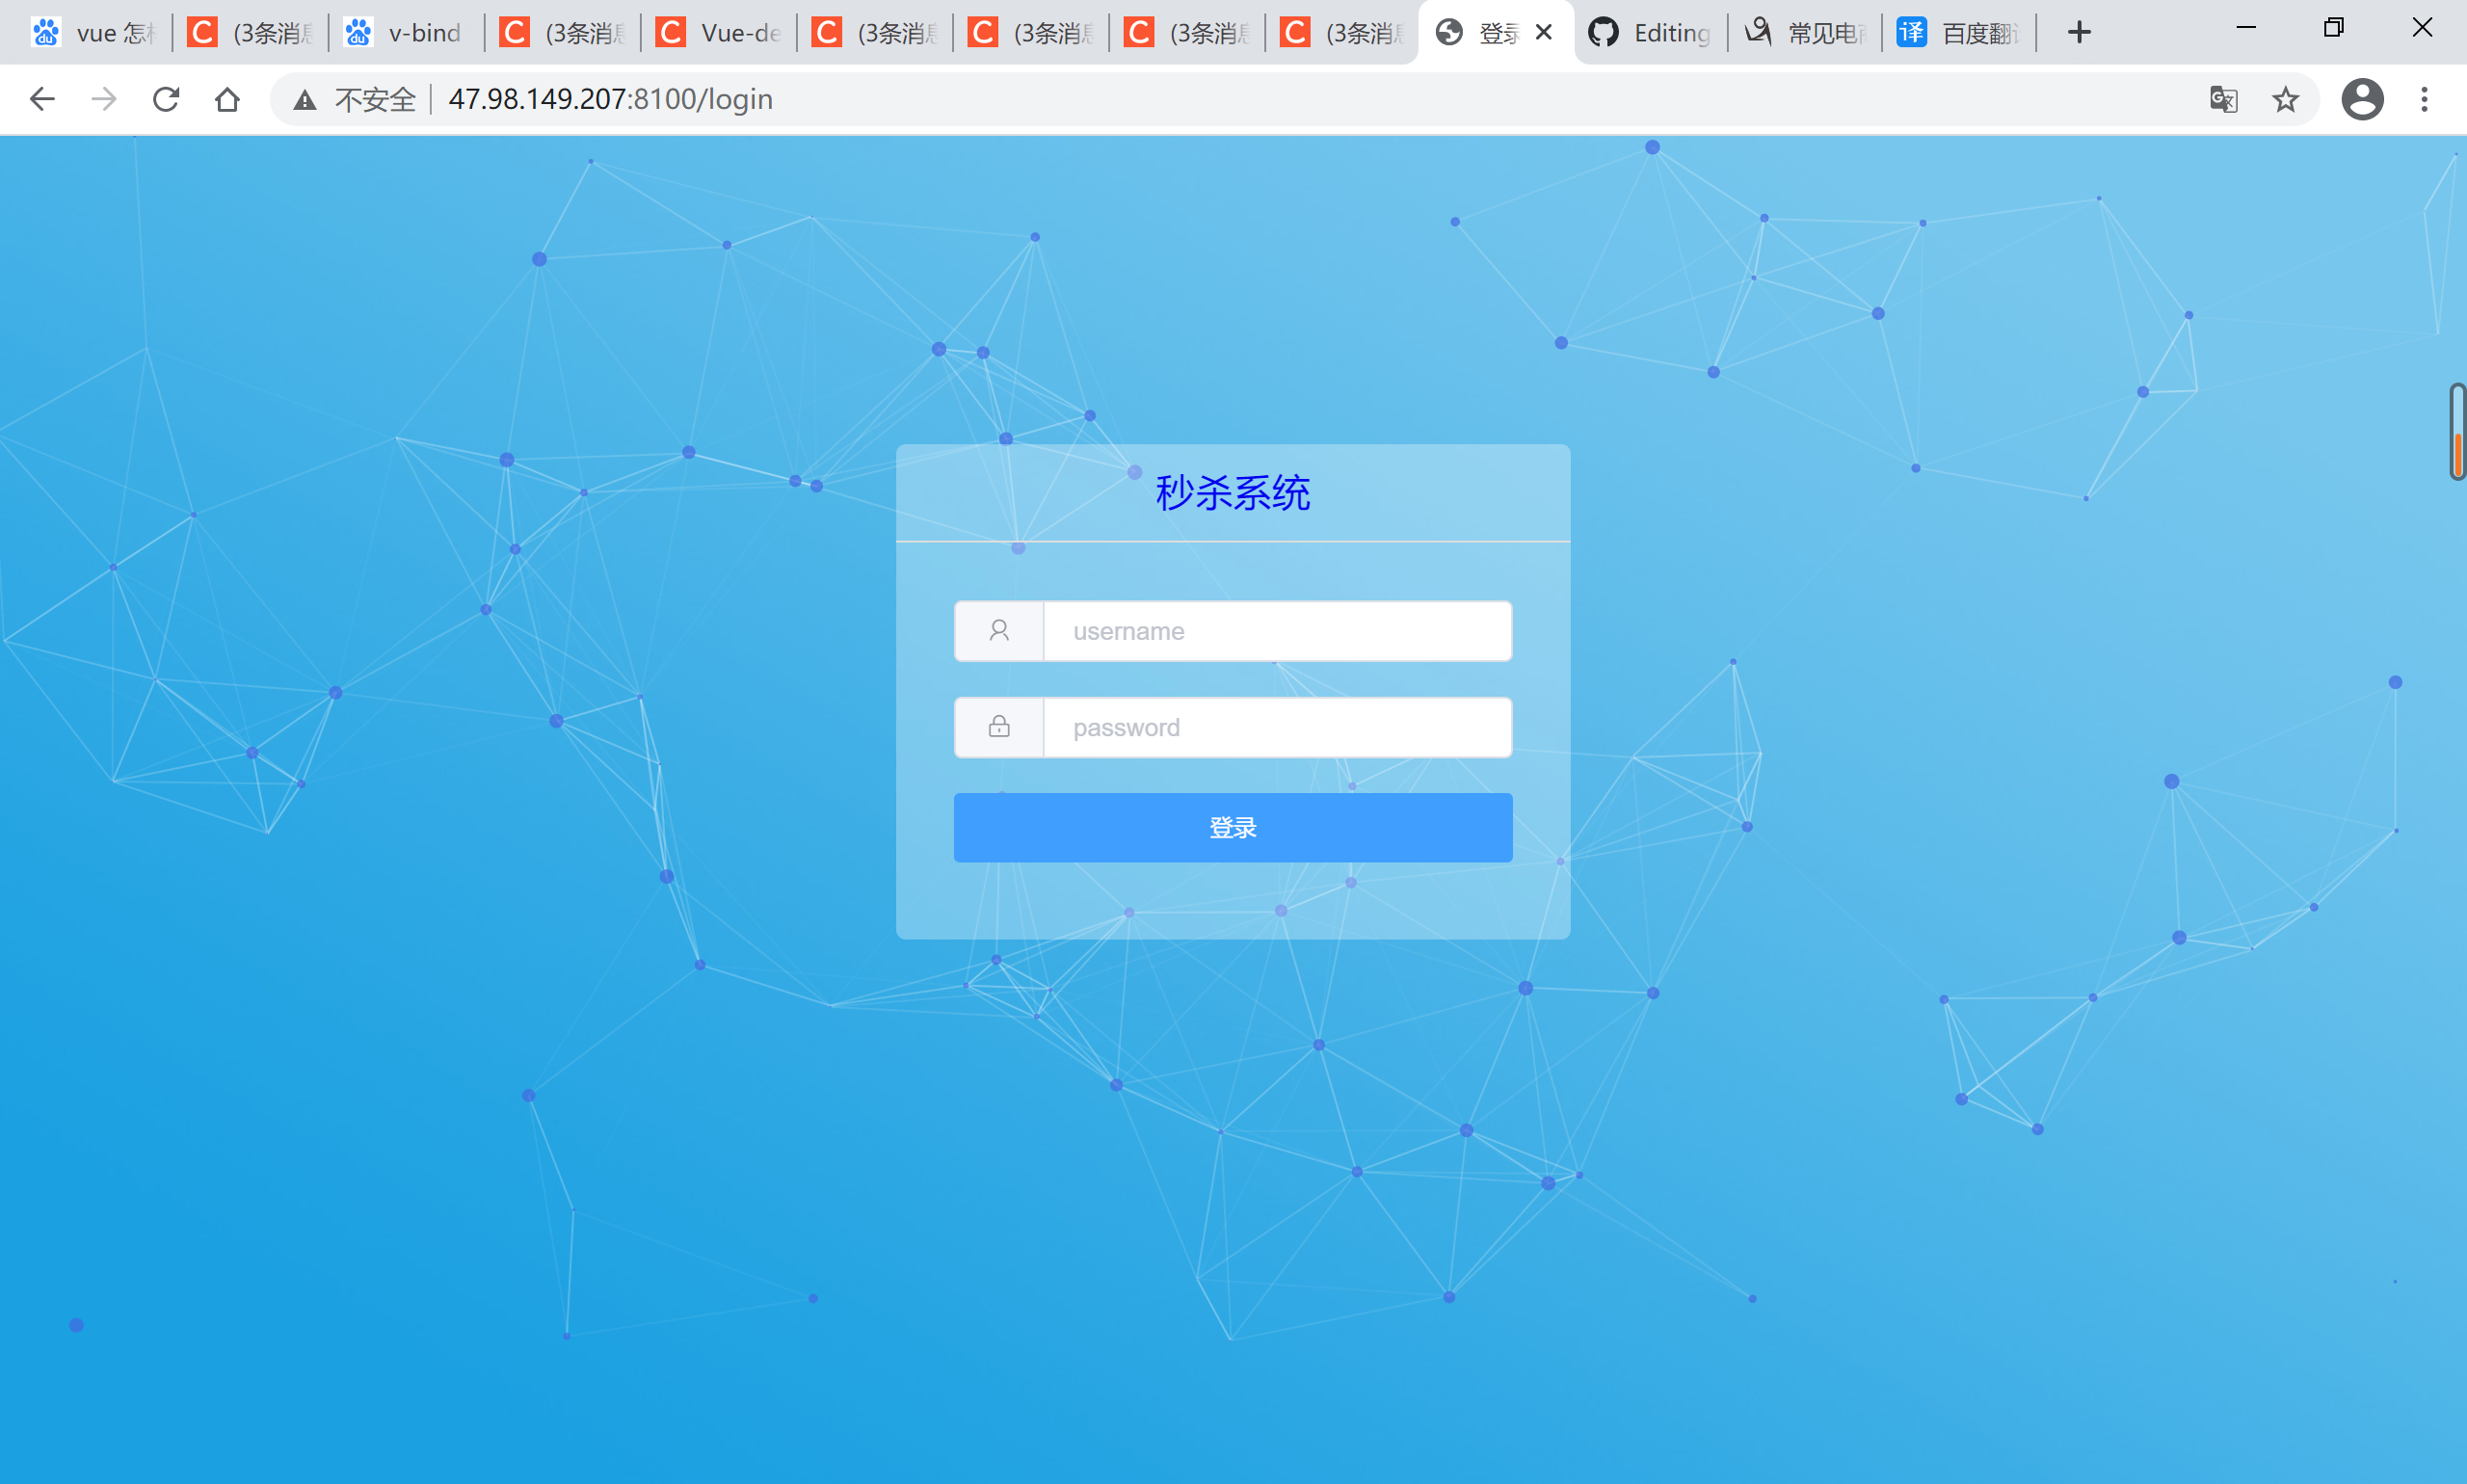 vue 怎
(3条消
v-bind
(3条消
Vue-de
(3条消
(3条消
(3条消
(3条消
登录
Editing
常见电
百度翻
不安全
47.98.149.207:8100/login
秒杀系统
username
password
登录